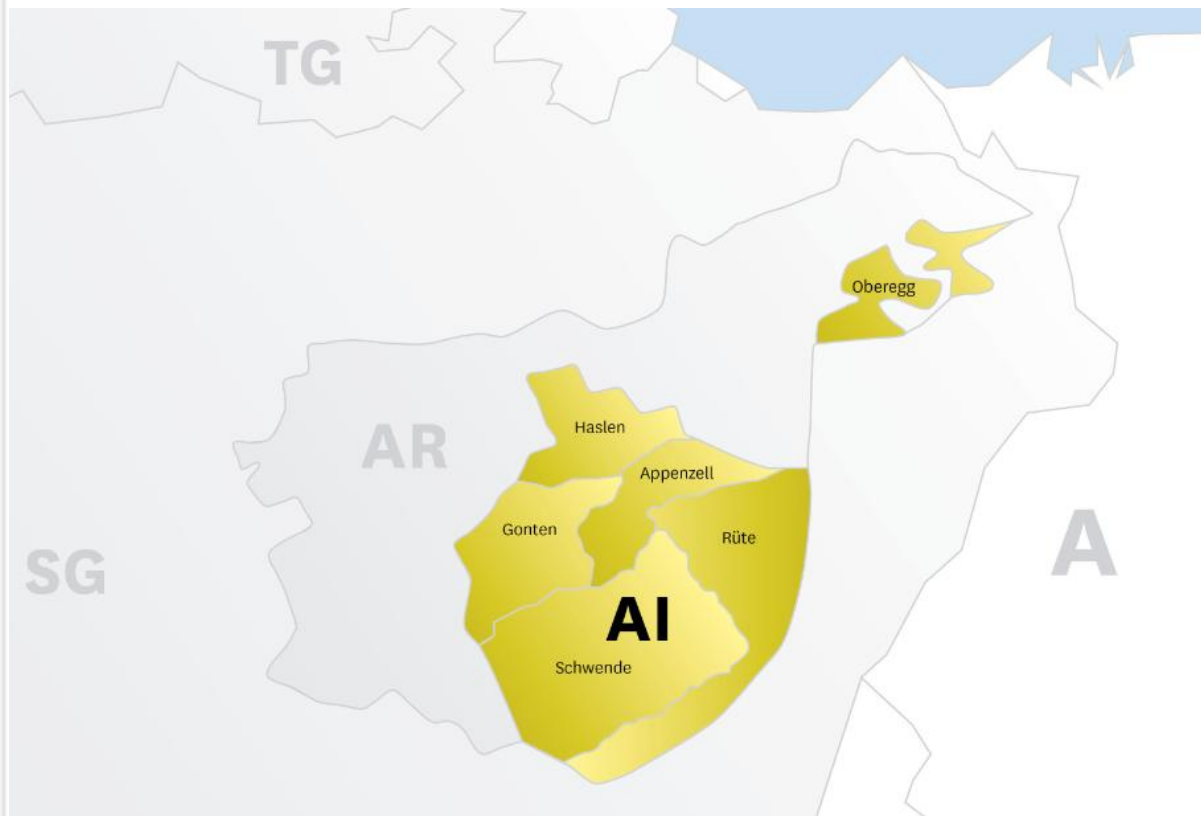 TG
Oberegg
Haslen
AR
Appenzell
Gonten
Rüte
A
SG
AI
Schwende